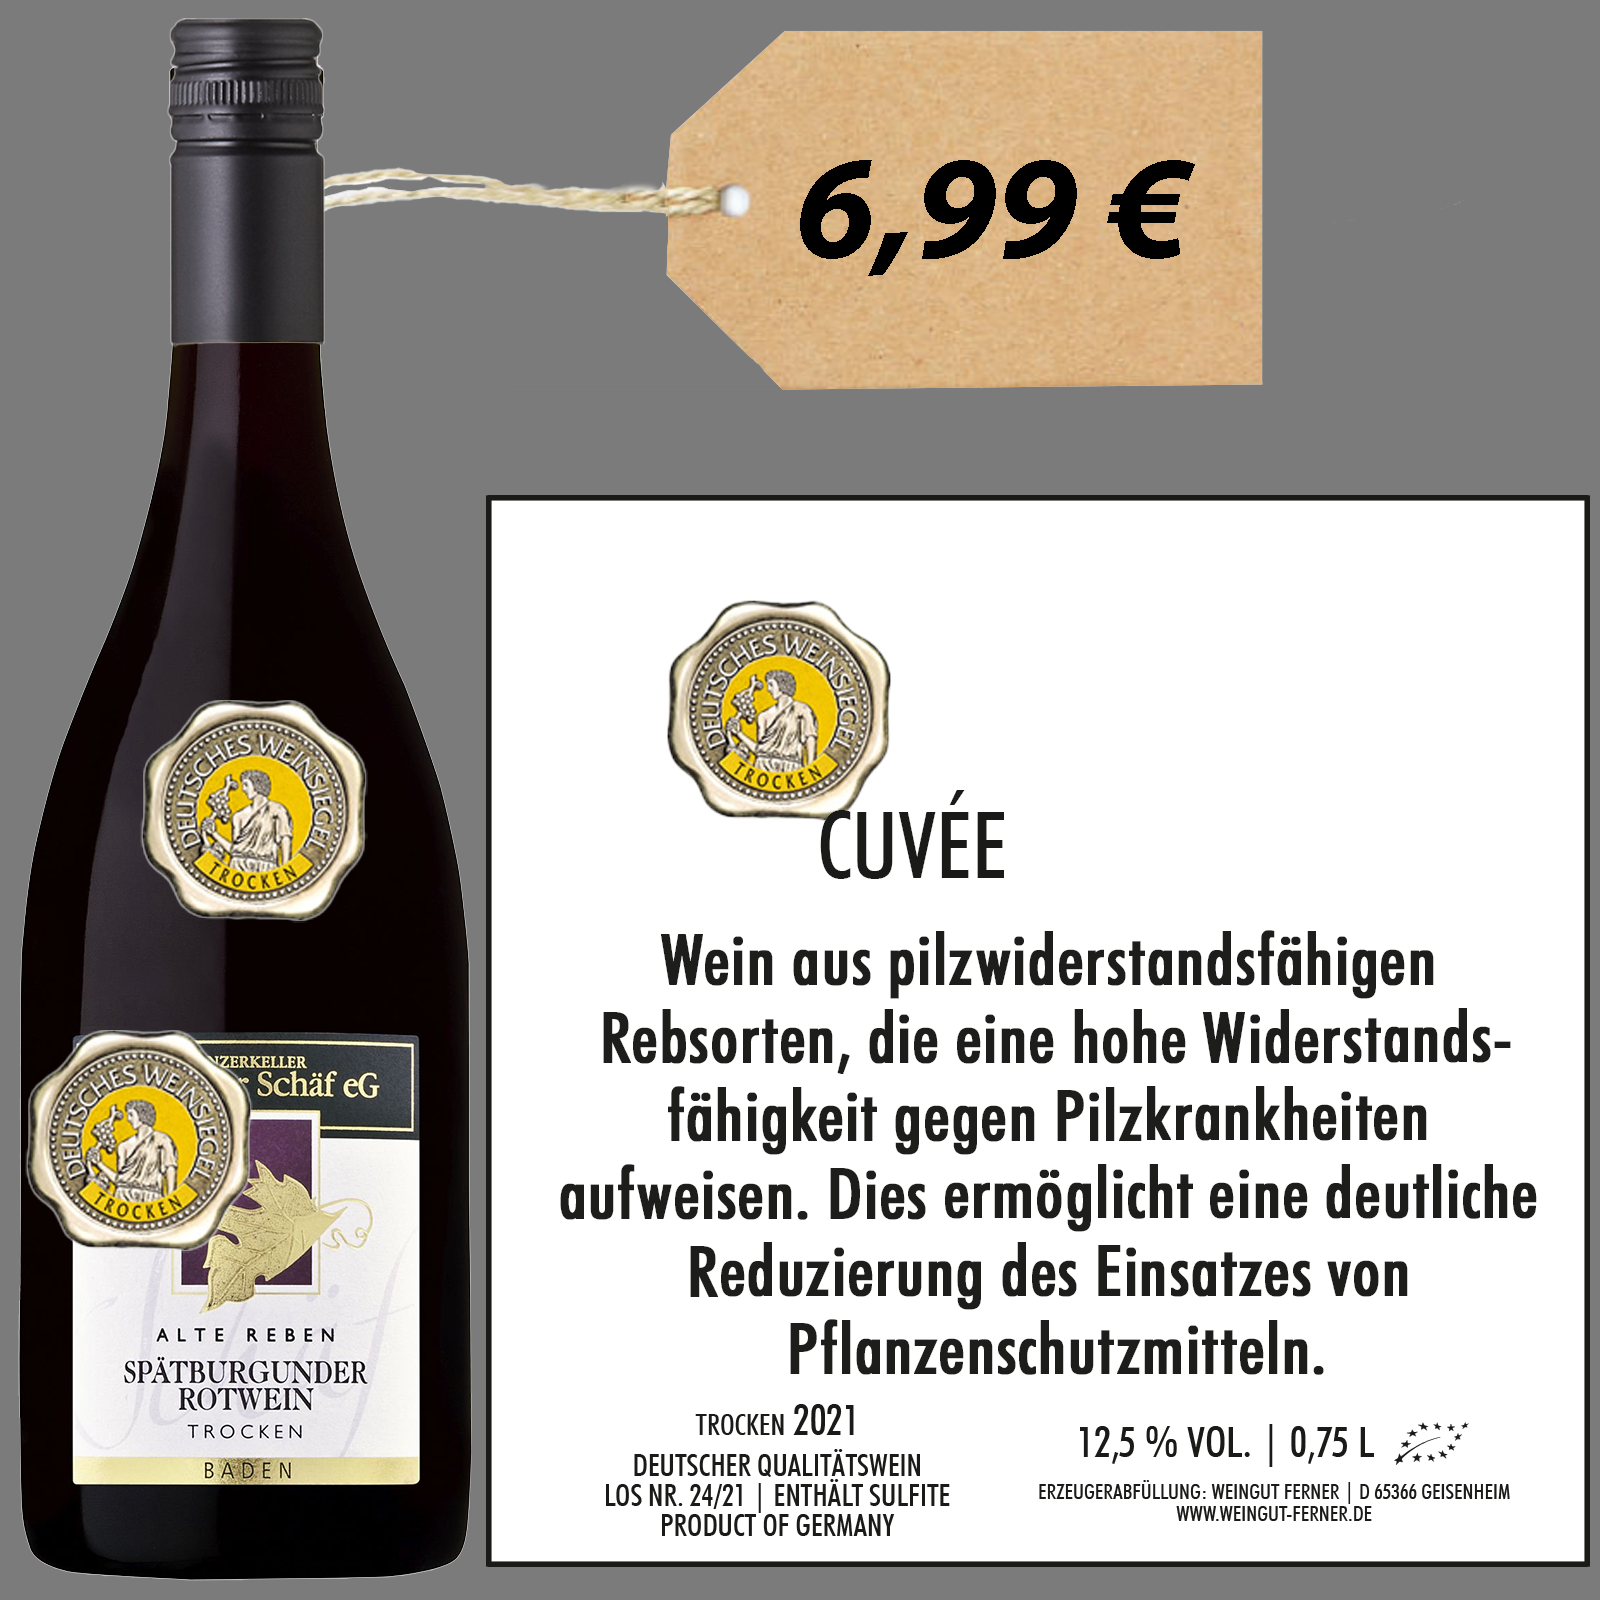 6,99 €
DEUTSCHES WEINSIEGEL
TROCKEN
DEUTSCHES WEINSIEGEL
TROCKEN
Schäf eG
DEUTSCHES WEINSIEGEL
TROCKEN
ALTE REBEN
SPÄTBURGUNDER
ROTWEIN
TROCKEN
BADEN
CUVÉE
Wein aus pilzwiderstandsfähigen
Rebsorten, die eine hohe Widerstands-
fähigkeit gegen Pilzkrankheiten
aufweisen. Dies ermöglicht eine deutliche
Reduzierung des Einsatzes von
Pflanzenschutzmitteln.
TROCKEN 2021
DEUTSCHER QUALITÄTSWEIN
LOS NR. 24/21 | ENTHÄLT SULFITE
PRODUCT OF GERMANY
12,5 % VOL. | 0,75 L
ERZEUGERABFÜLLUNG: WEINGUT FERNER | D 65366 GEISENHEIM
WWW.WEINGUT-FERNER.DE